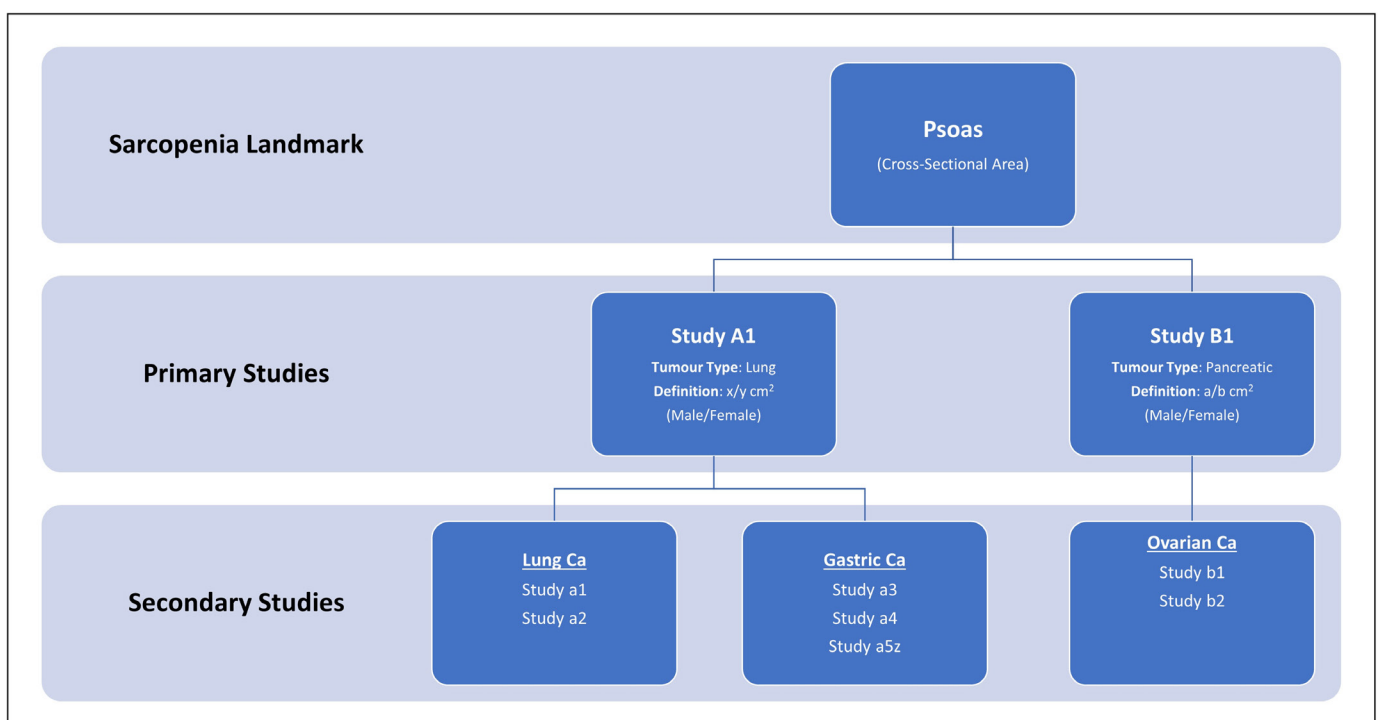 Sarcopenia Landmark
Psoas
(Cross-Sectional Area)
Primary Studies
Study A1
Tumour Type: Lung
Definition: x/y cm²
(Male/Female)
Study B1
Tumour Type: Pancreatic
Definition: a/b cm²
(Male/Female)
Secondary Studies
Lung Ca
Study a1
Study a2
Gastric Ca
Study a3
Study a4
Study a5z
Ovarian Ca
Study b1
Study b2